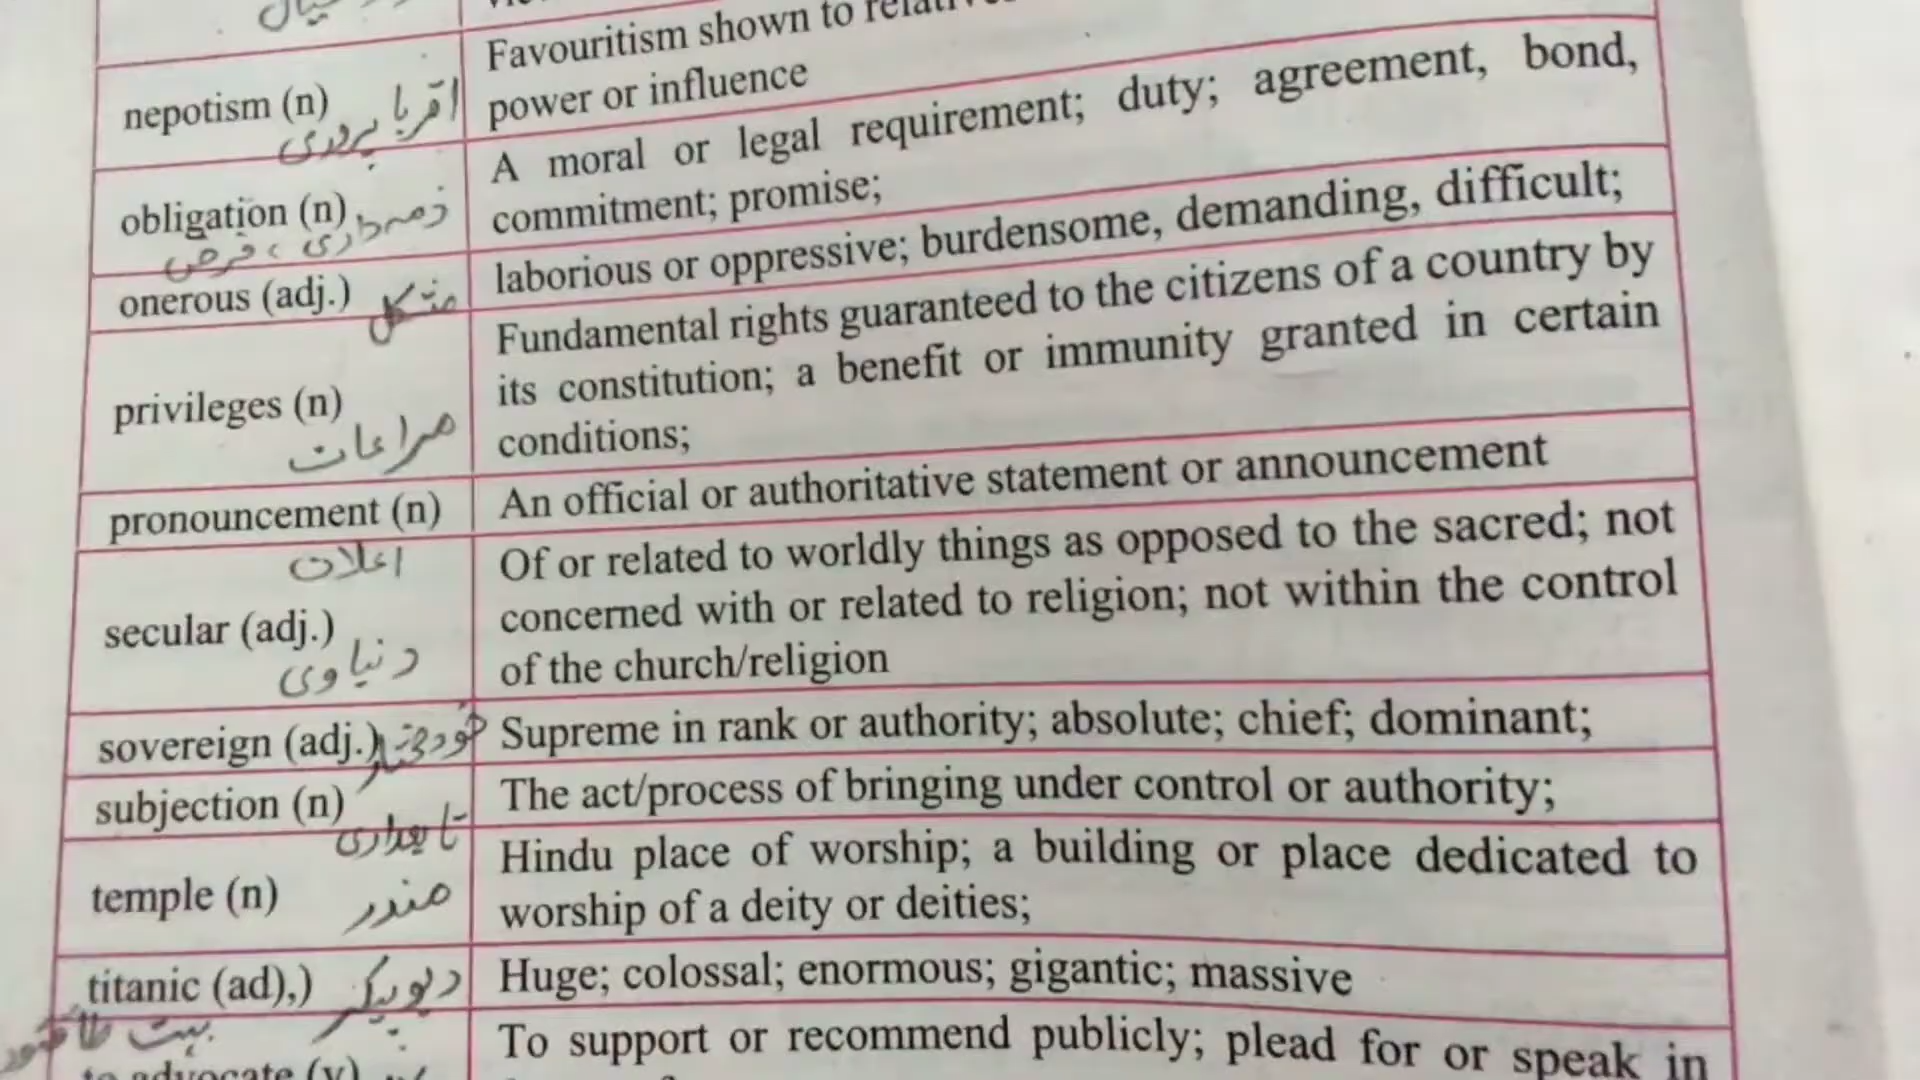 Favouritism shown to
nepotism (n) اقربا پروری
power or influence
obligation (n) ذمہ داری، فرض
A moral or legal requirement; duty; agreement, bond,
commitment; promise;
onerous (adj.) مشکل
laborious or oppressive; burdensome, demanding, difficult;
privileges (n)
مراعات
Fundamental rights guaranteed to the citizens of a country by
its constitution; a benefit or immunity granted in certain
conditions;
pronouncement (n)
اعلان
An official or authoritative statement or announcement
secular (adj.)
دنیاوی
Of or related to worldly things as opposed to the sacred; not
concerned with or related to religion; not within the control
of the church/religion
sovereign (adj.) خودمختار
Supreme in rank or authority; absolute; chief; dominant;
subjection (n)
تابعداری
The act/process of bringing under control or authority;
temple (n) مندر
Hindu place of worship; a building or place dedicated to
worship of a deity or deities;
titanic (ad),) دیوپیکر
Huge; colossal; enormous; gigantic; massive
to advocate (v)
To support or recommend publicly; plead for or speak in